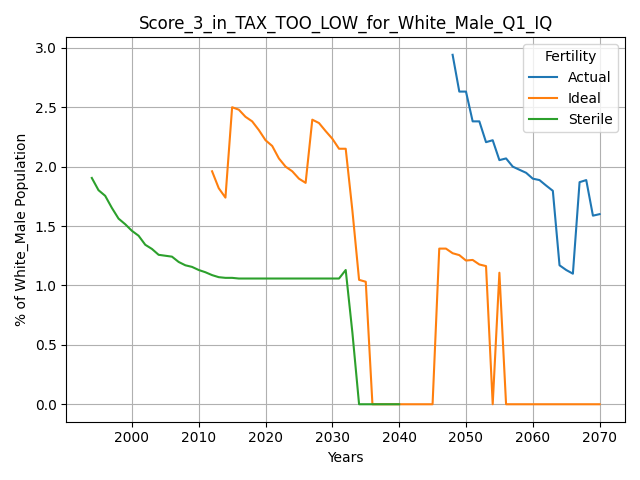 Score_3_in_TAX_TOO_LOW_for_White_Male_Q1_IQ
Fertility
Actual
Ideal
Sterile
% of White_Male Population
3.0
2.5
2.0
1.5
1.0
0.5
0.0
2000 2010 2020 2030 2040 2050 2060 2070
Years